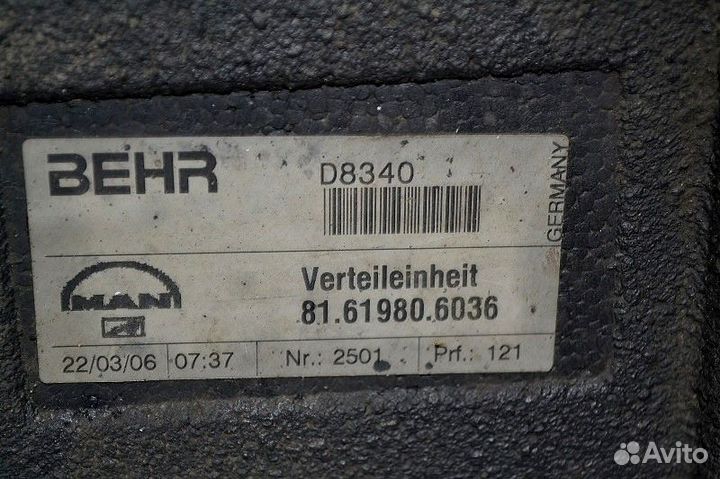 BEHR
D8340
GERMANY
MAN
Verteileinheit
81.61980.6036
22/03/06 07:37 Nr.: 2501 Prf.: 121
Avito